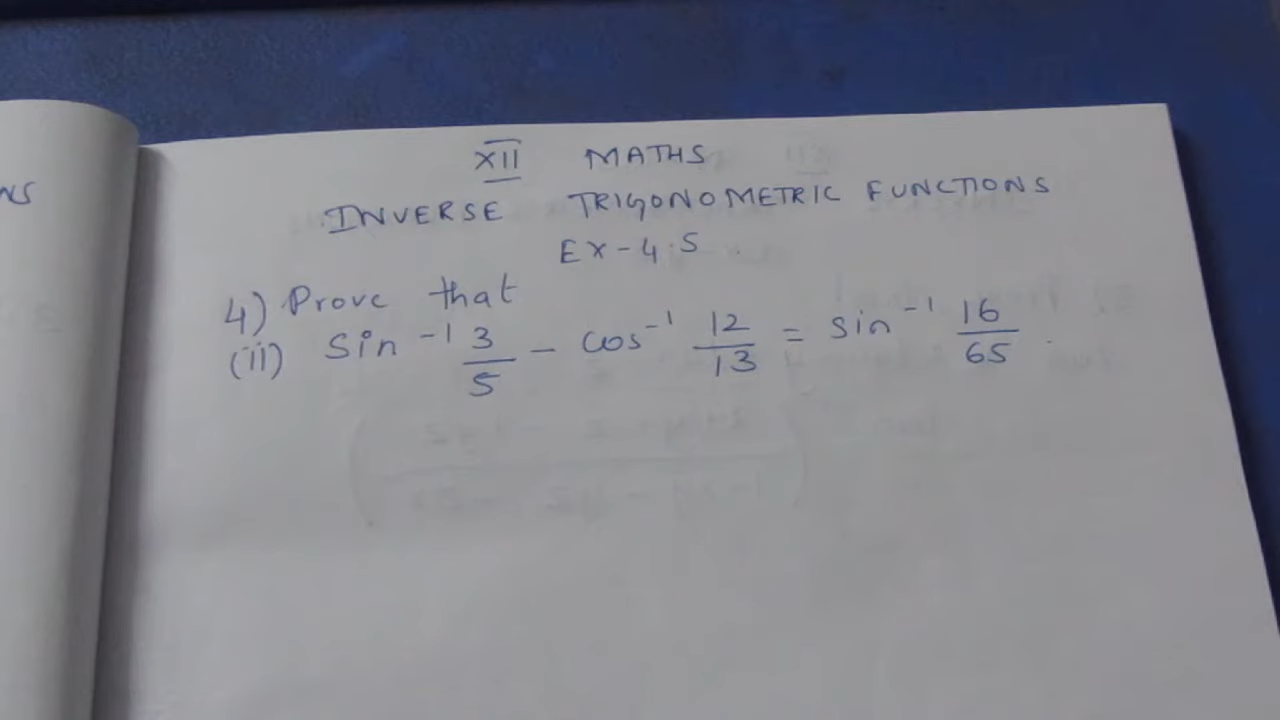 NS
XII MATHS
INVERSE TRIGONOMETRIC FUNCTIONS
EX-4.5
4) Prove that
(ii) Sin⁻¹ 3/5 - cos⁻¹ 12/13 = sin⁻¹ 16/65.